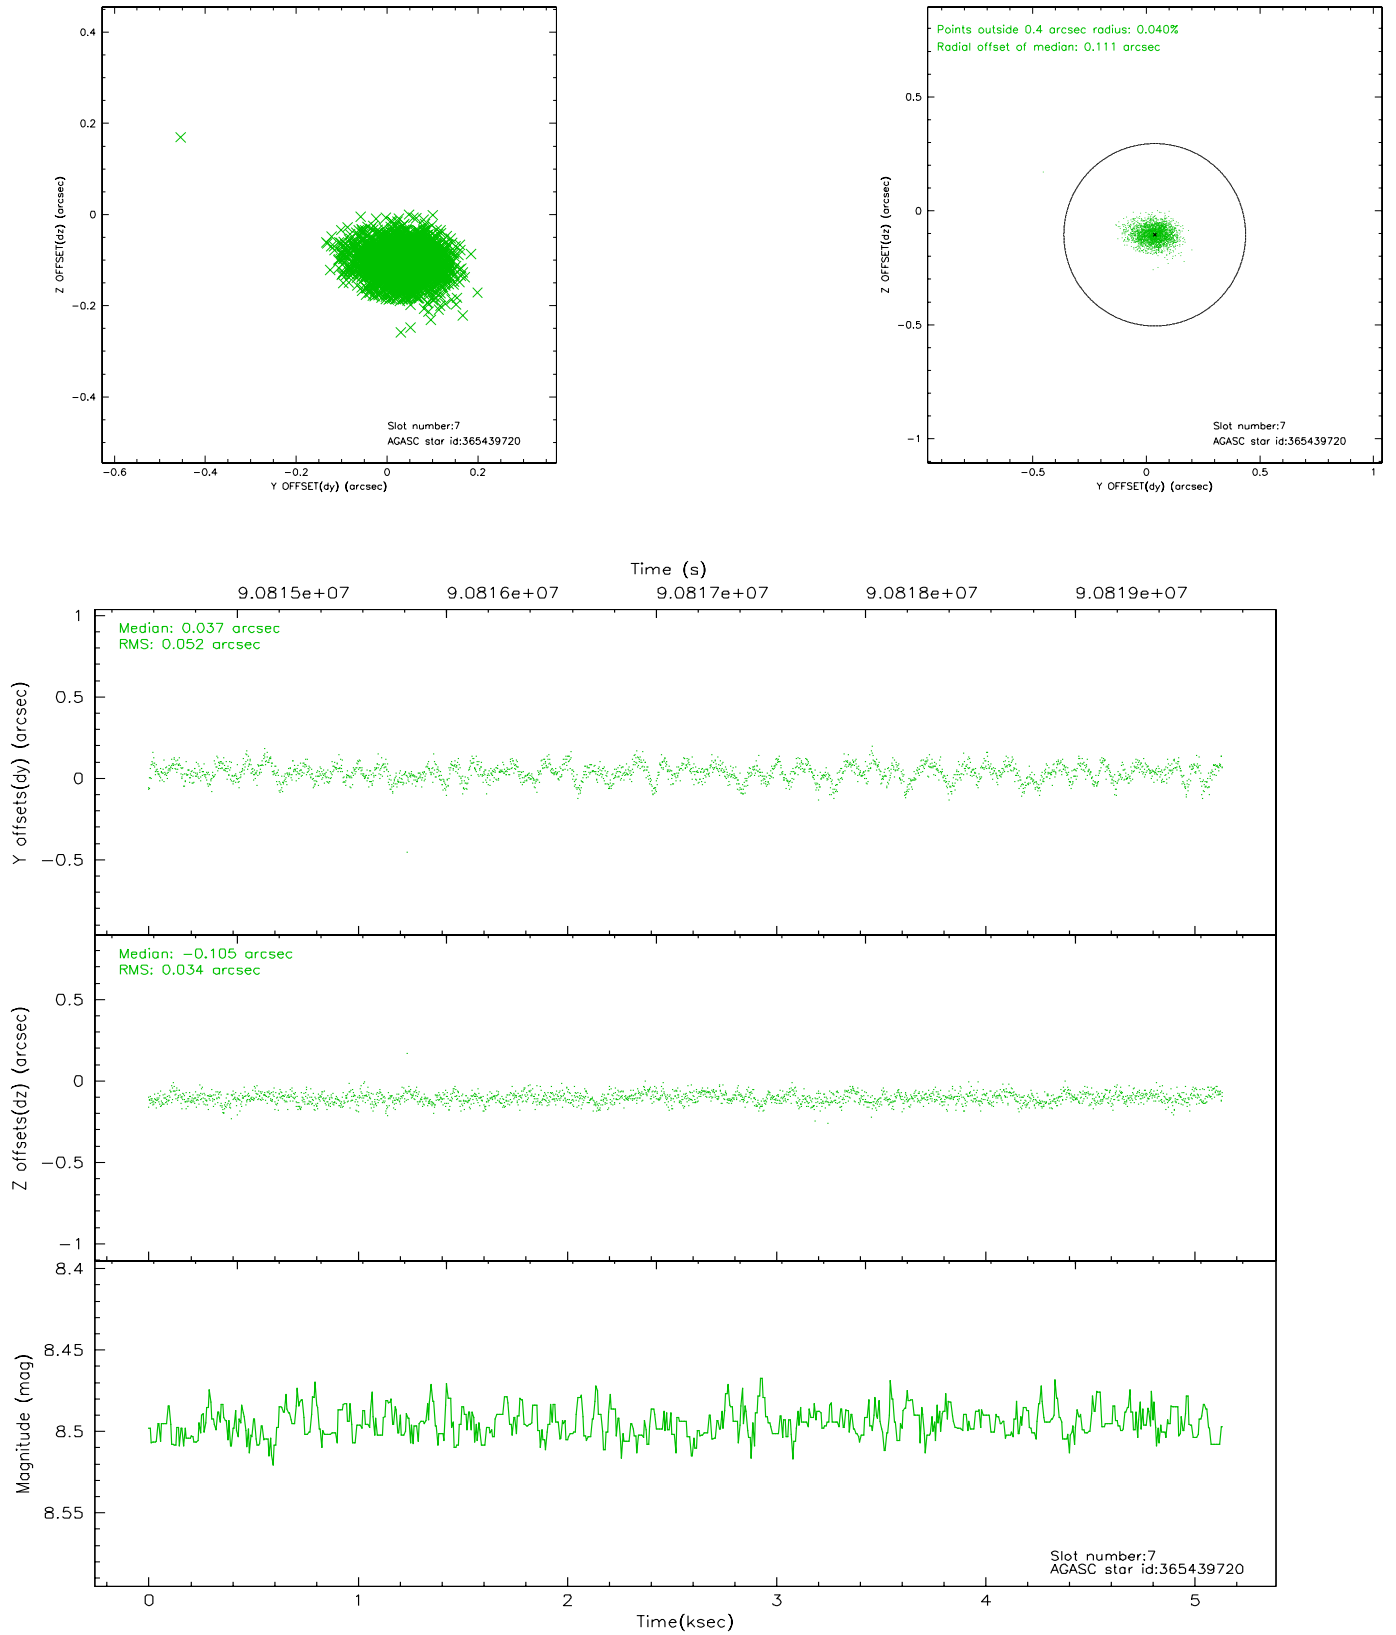 0.4
0.2
0
−0.2
−0.4
Z OFFSET(dz) (arcsec)
Slot number:7
AGASC star id:365439720
−0.6
−0.4
−0.2
0
0.2
Y OFFSET(dy) (arcsec)
Points outside 0.4 arcsec radius: 0.040%
Radial offset of median: 0.111 arcsec
0.5
0
−0.5
−1
Z OFFSET(dz) (arcsec)
Slot number:7
AGASC star id:365439720
−0.5
0
0.5
1
Y OFFSET(dy) (arcsec)
Time (s)
9.0815e+07
9.0816e+07
9.0817e+07
9.0818e+07
9.0819e+07
Median: 0.037 arcsec
RMS: 0.052 arcsec
1
0.5
0
−0.5
Y offsets(dy) (arcsec)
Median: −0.105 arcsec
RMS: 0.034 arcsec
0.5
0
−0.5
−1
Z offsets(dz) (arcsec)
8.4
8.45
8.5
8.55
Magnitude (mag)
Slot number:7
AGASC star id:365439720
0
1
2
3
4
5
Time(ksec)